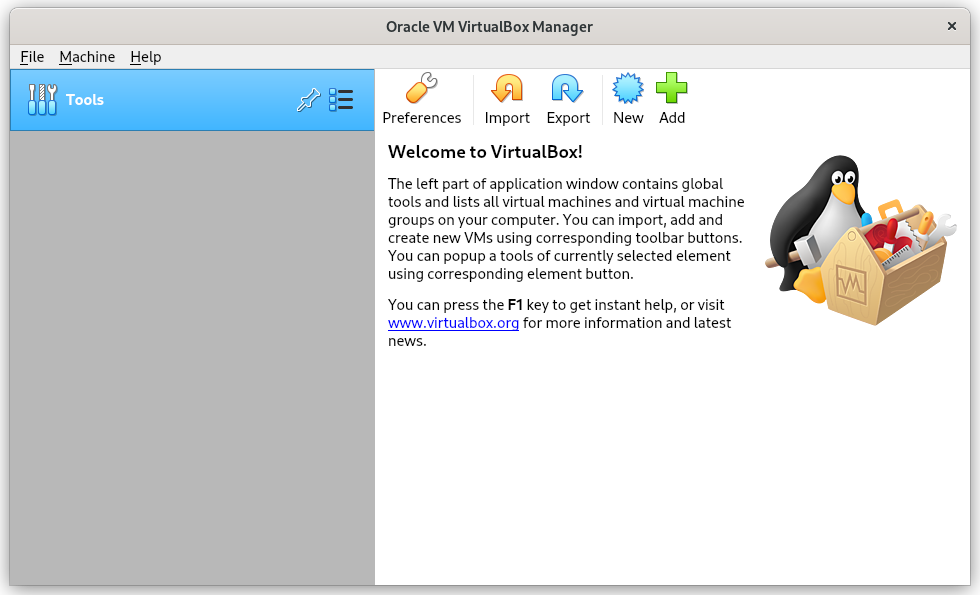 Oracle VM VirtualBox Manager
File Machine Help
Tools
Preferences Import Export New Add
Welcome to VirtualBox!
The left part of application window contains global
tools and lists all virtual machines and virtual machine
groups on your computer. You can import, add and
create new VMs using corresponding toolbar buttons.
You can popup a tools of currently selected element
using corresponding element button.
You can press the F1 key to get instant help, or visit
www.virtualbox.org for more information and latest
news.